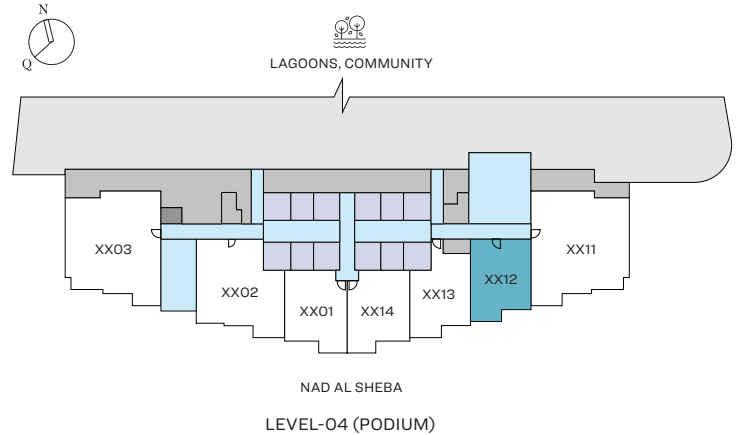 N
Q
LAGOONS, COMMUNITY
XX03
XX02
XX01
XX14
XX13
XX12
XX11
NAD AL SHEBA
LEVEL-04 (PODIUM)